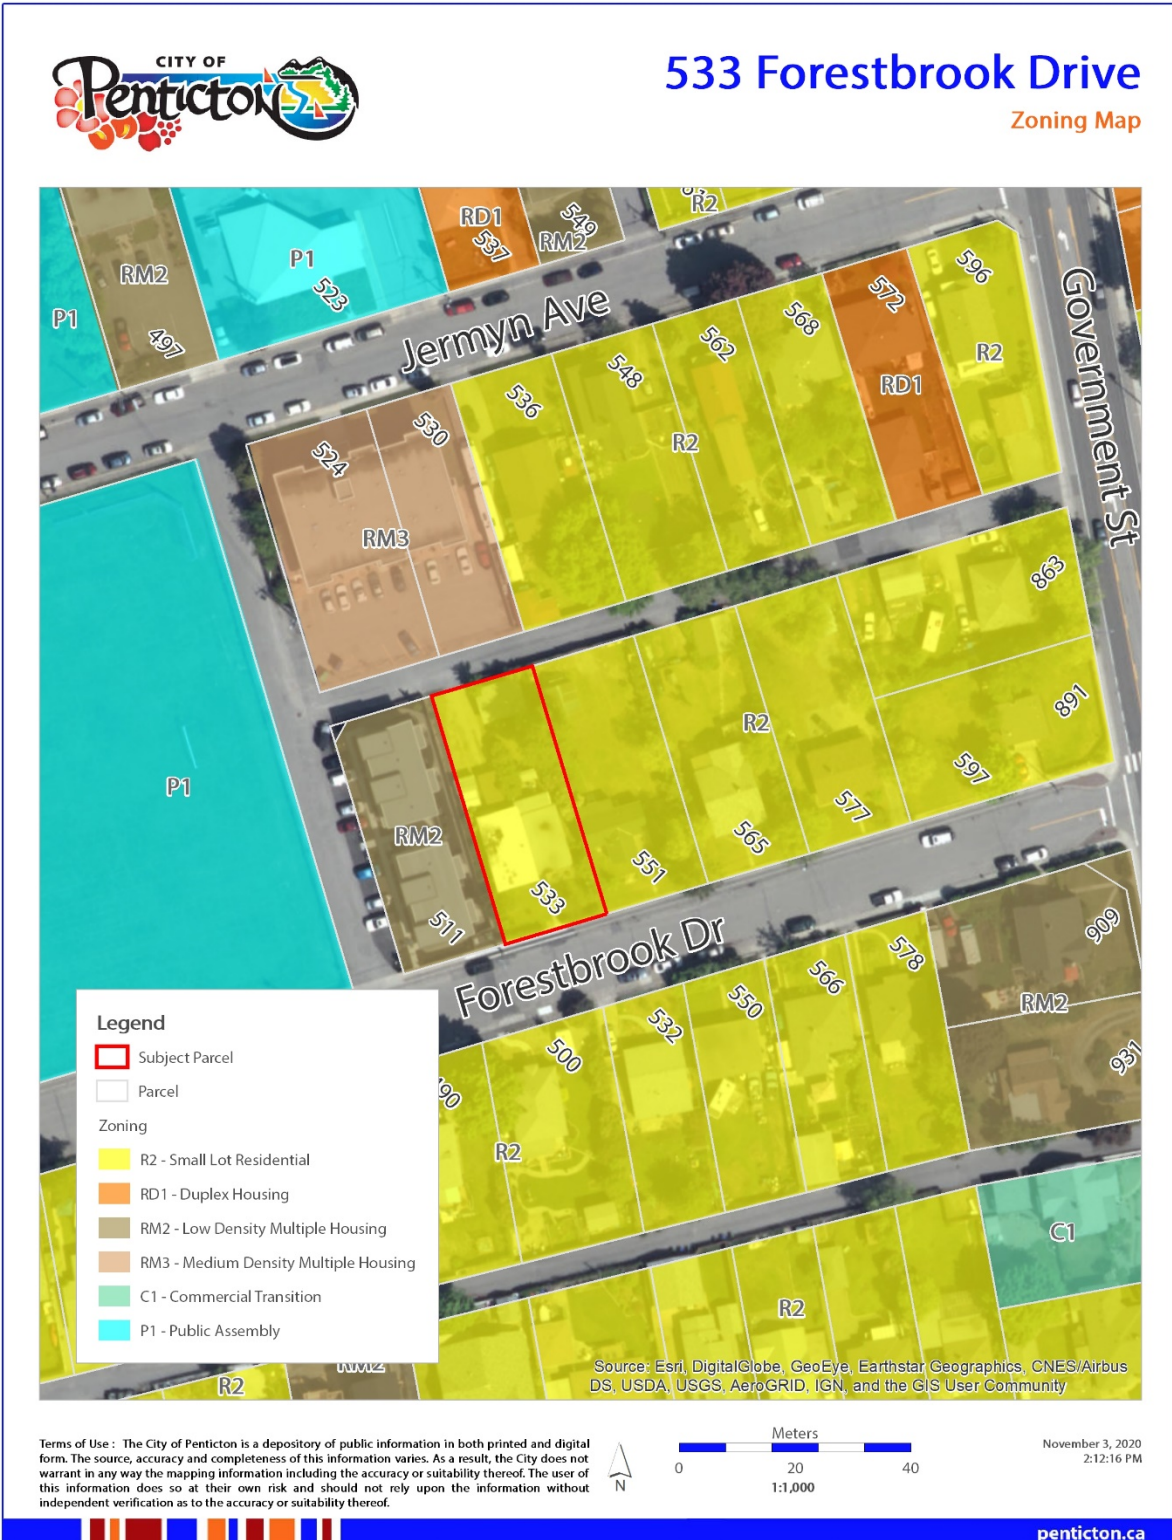 CITY OF
Penticton
533 Forestbrook Drive
Zoning Map
RM2
P1
RD1
537
549
RM2
R2
523
P1
497
Jermyn Ave
596
572
568
562
548
536
530
524
R2
RD1
R2
RM3
Government St
863
891
R2
597
577
565
551
533
RM2
511
P1
Forestbrook Dr
578
566
550
532
500
490
R2
909
RM2
931
C1
R2
RM2
R2
Legend
Subject Parcel
Parcel
Zoning
R2 - Small Lot Residential
RD1 - Duplex Housing
RM2 - Low Density Multiple Housing
RM3 - Medium Density Multiple Housing
C1 - Commercial Transition
P1 - Public Assembly
Source: Esri, DigitalGlobe, GeoEye, Earthstar Geographics, CNES/Airbus
DS, USDA, USGS, AeroGRID, IGN, and the GIS User Community
Terms of Use : The City of Penticton is a depository of public information in both printed and digital
form. The source, accuracy and completeness of this information varies. As a result, the City does not
warrant in any way the mapping information including the accuracy or suitability thereof. The user of
this information does so at their own risk and should not rely upon the information without
independent verification as to the accuracy or suitability thereof.
N
Meters
0 20 40
1:1,000
November 3, 2020
2:12:16 PM
penticton.ca